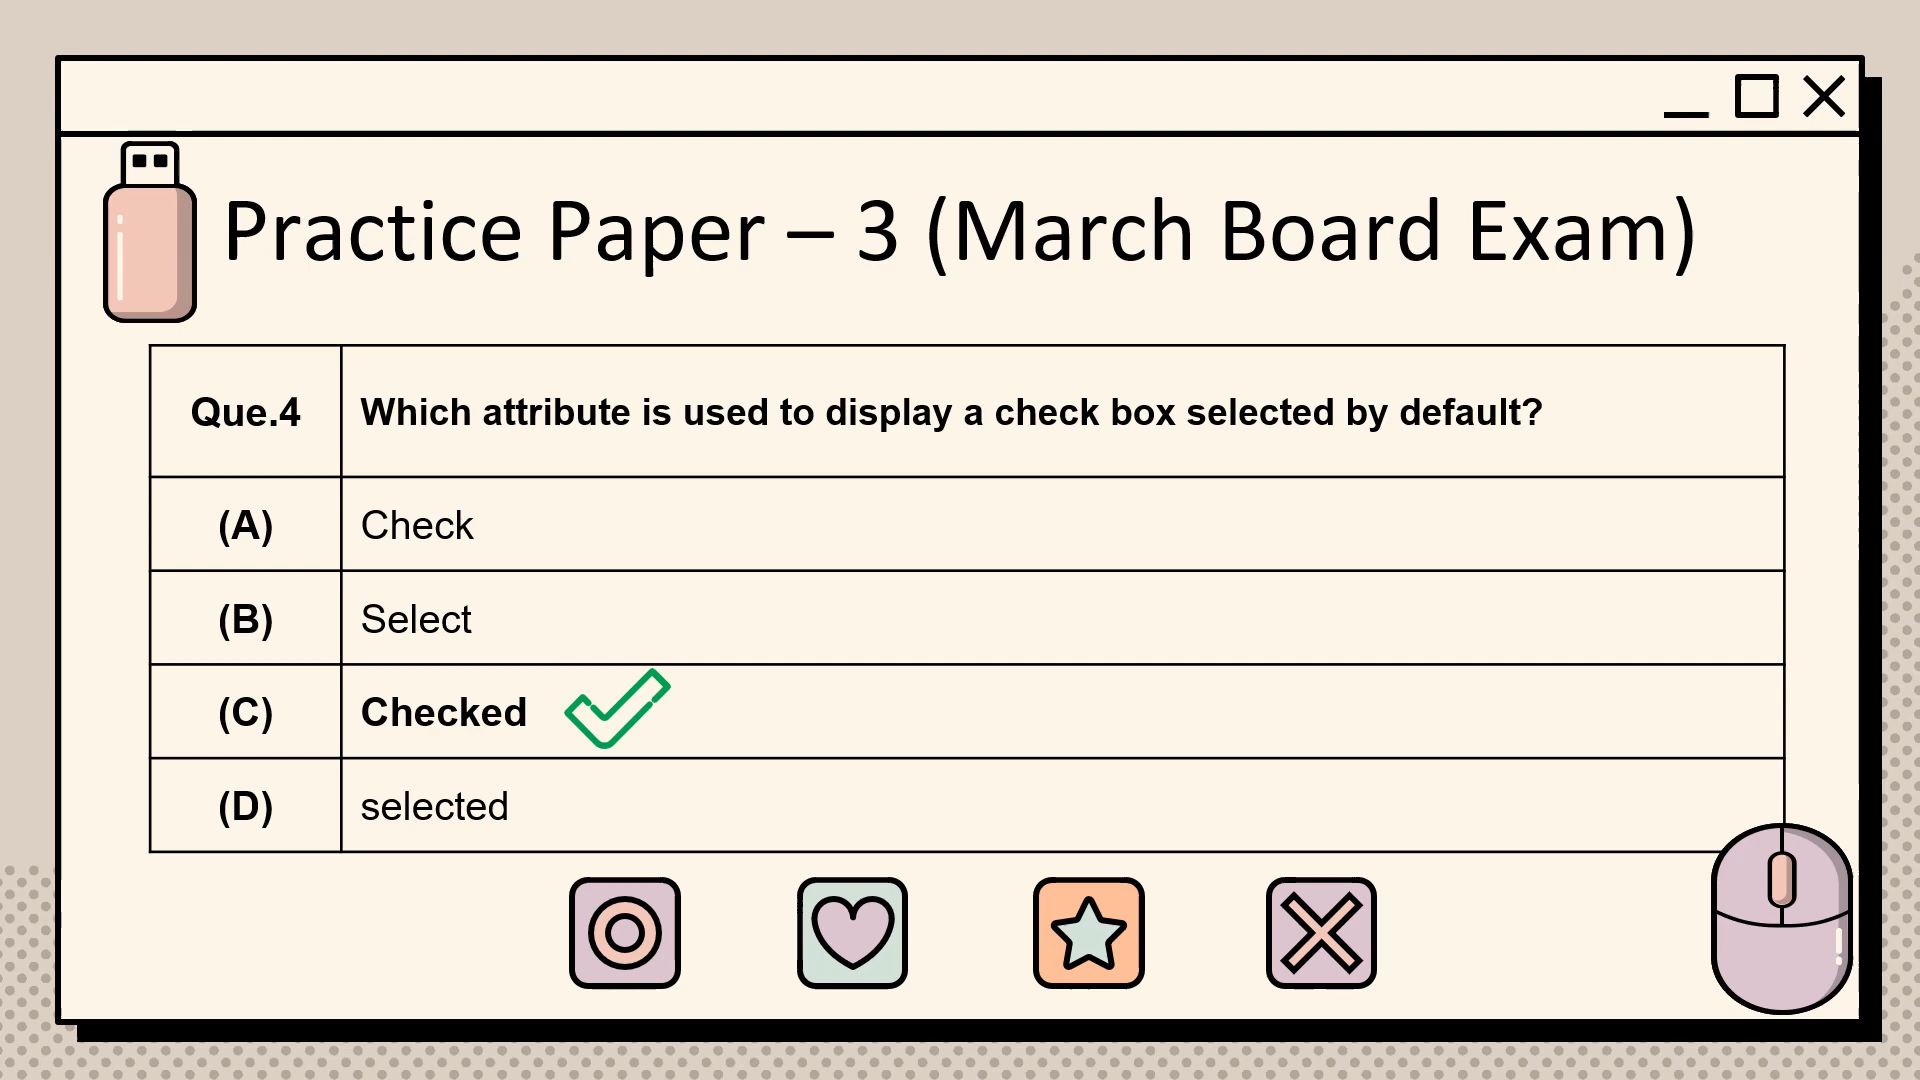 Practice Paper – 3 (March Board Exam)
Que.4 Which attribute is used to display a check box selected by default?
(A) Check
(B) Select
(C) Checked
(D) selected